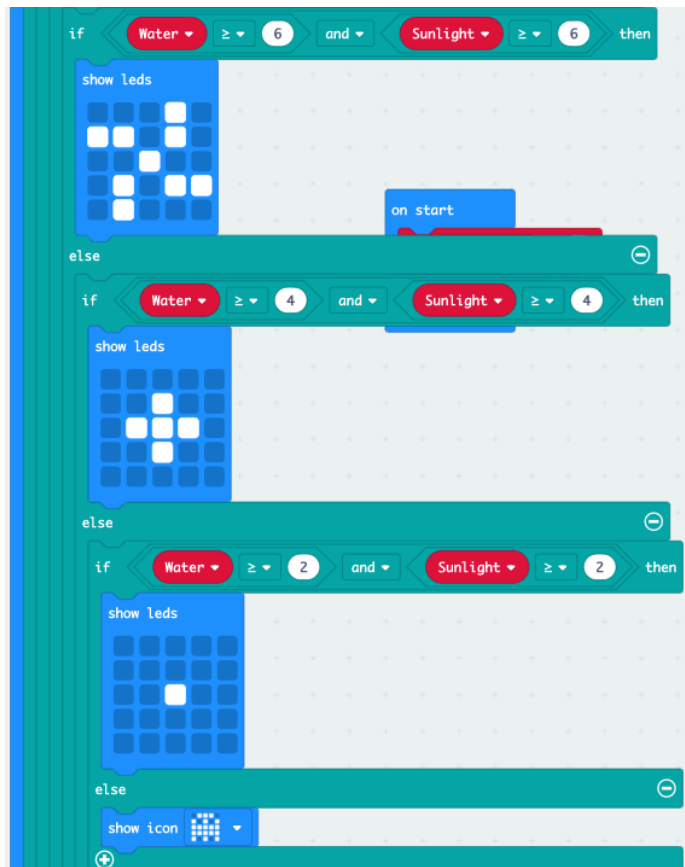 if Water ≥ 6 and Sunlight ≥ 6 then
show leds
on start
else
if Water ≥ 4 and Sunlight ≥ 4 then
show leds
else
if Water ≥ 2 and Sunlight ≥ 2 then
show leds
else
show icon